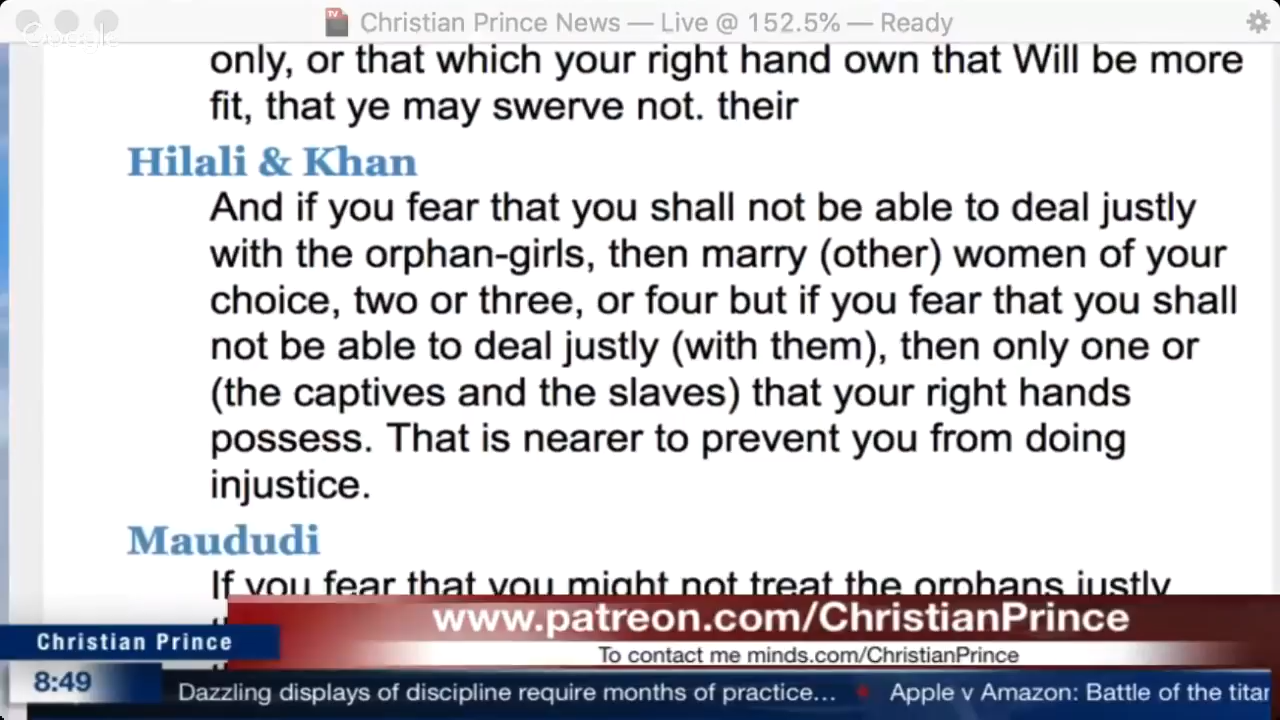 Christian Prince News — Live @ 152.5% — Ready
Google
only, or that which your right hand own that Will be more
fit, that ye may swerve not. their
Hilali & Khan
And if you fear that you shall not be able to deal justly
with the orphan-girls, then marry (other) women of your
choice, two or three, or four but if you fear that you shall
not be able to deal justly (with them), then only one or
(the captives and the slaves) that your right hands
possess. That is nearer to prevent you from doing
injustice.
Maududi
If you fear that you might not treat the orphans justly
www.patreon.com/ChristianPrince
Christian Prince
To contact me minds.com/ChristianPrince
8:49
Dazzling displays of discipline require months of practice... Apple v Amazon: Battle of the titan